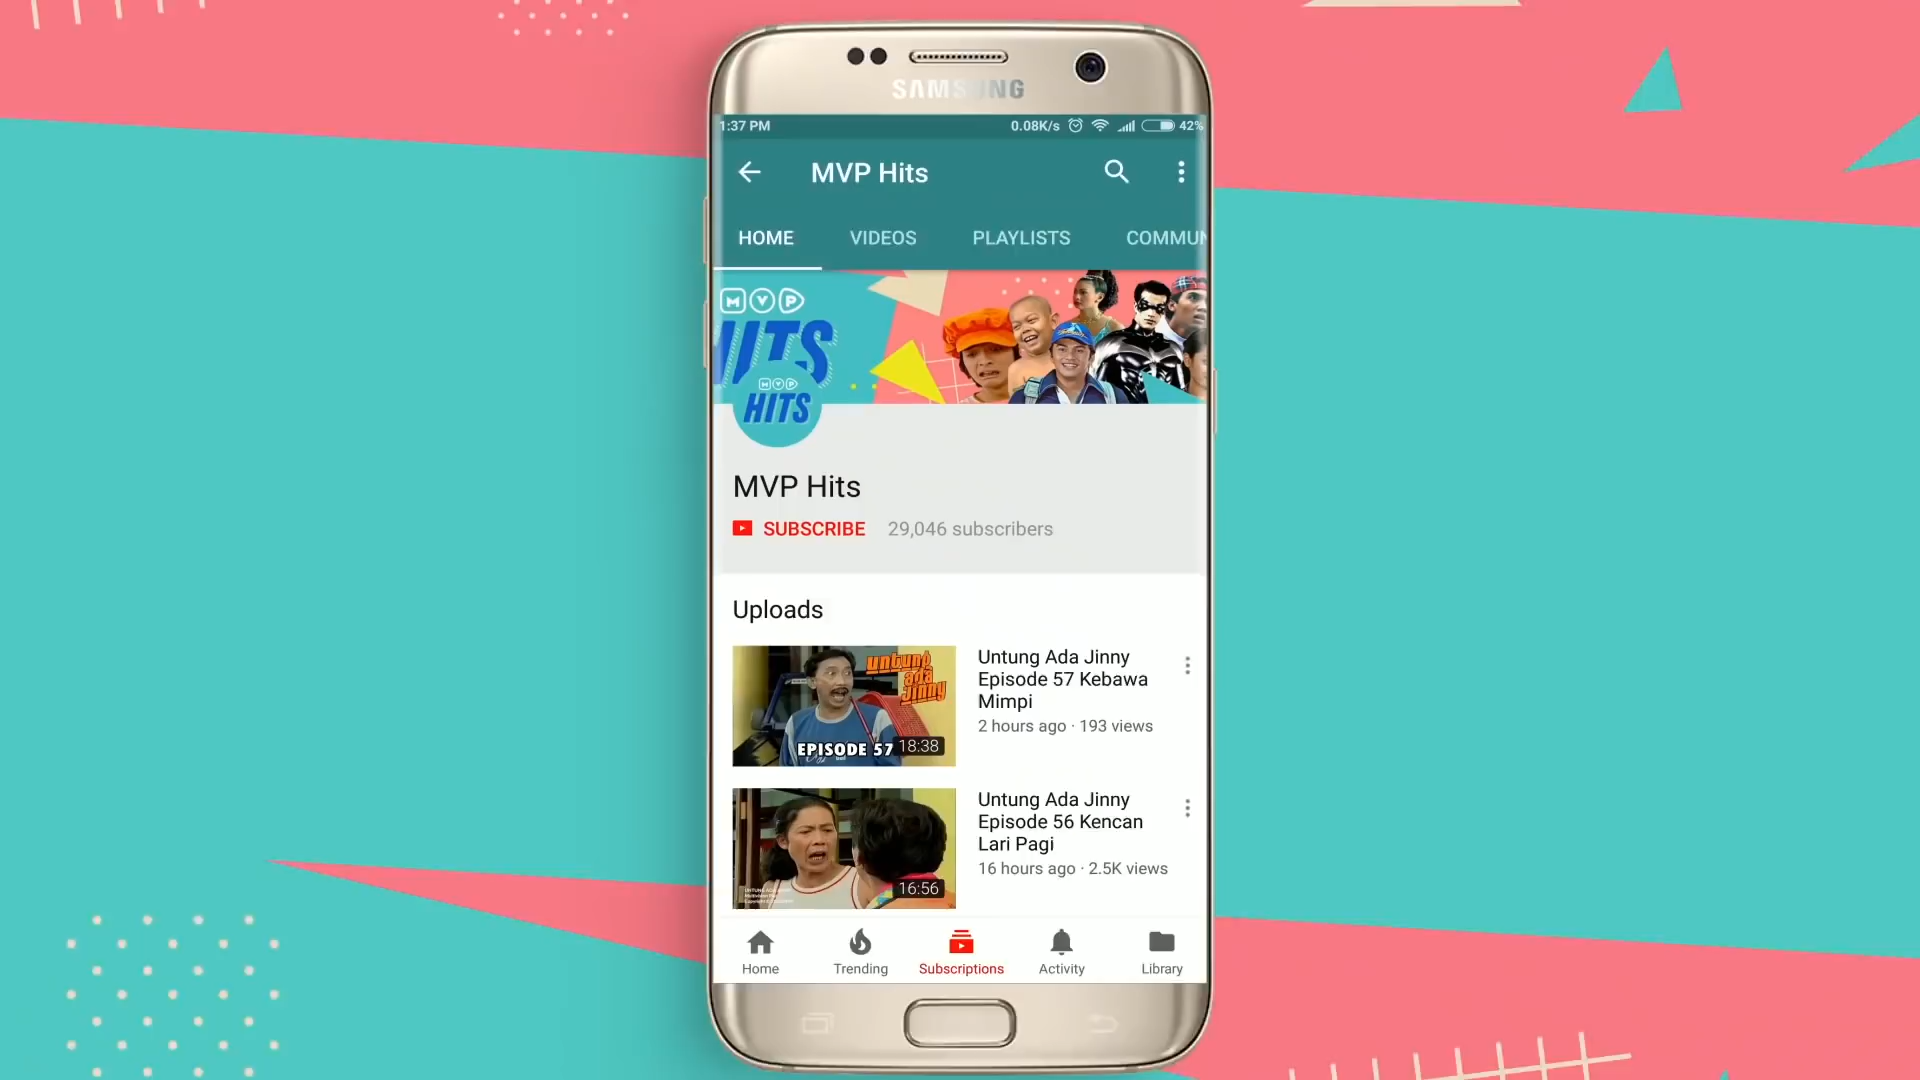 SAMSUNG
1:37 PM 0.08K/s 42%
MVP Hits
HOME VIDEOS PLAYLISTS COMMUN
MVP
HITS
MVP
HITS
MVP Hits
SUBSCRIBE 29,046 subscribers
Uploads
untung
ada
jinny
EPISODE 57 18:38
Untung Ada Jinny
Episode 57 Kebawa
Mimpi
2 hours ago · 193 views
16:56
Untung Ada Jinny
Episode 56 Kencan
Lari Pagi
16 hours ago · 2.5K views
Home Trending Subscriptions Activity Library